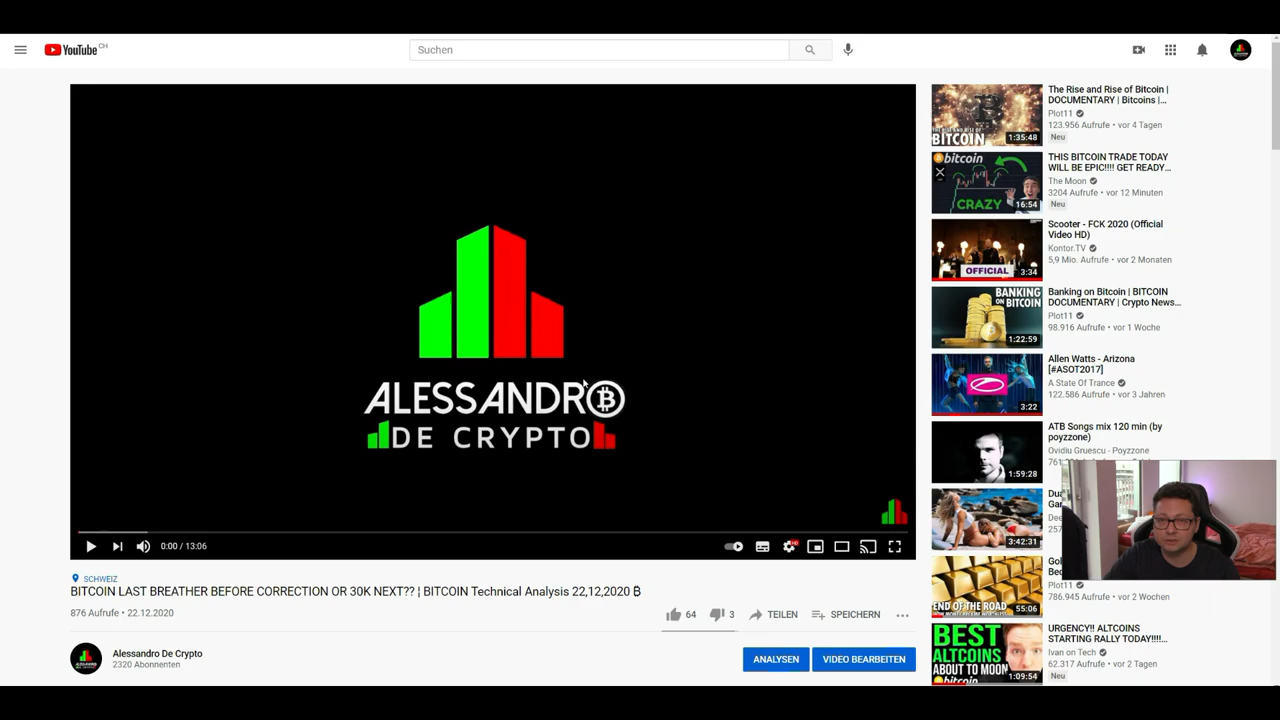 YouTube CH
Suchen
ALESSANDRO
DE CRYPTO
0:00 / 13:06
SCHWEIZ
BITCOIN LAST BREATHER BEFORE CORRECTION OR 30K NEXT?? ¦ BITCOIN Technical Analysis 22,12,2020 ₿
876 Aufrufe • 22.12.2020
64
3
TEILEN
SPEICHERN
Alessandro De Crypto
2320 Abonnenten
ANALYSEN
VIDEO BEARBEITEN
THE RISE AND RISE OF
BITCOIN
1:35:48
The Rise and Rise of Bitcoin |
DOCUMENTARY | Bitcoins |...
Plot11
123.956 Aufrufe • vor 4 Tagen
Neu
bitcoin
CRAZY
16:54
THIS BITCOIN TRADE TODAY
WILL BE EPIC!!!! GET READY...
The Moon
3204 Aufrufe • vor 12 Minuten
Neu
OFFICIAL
3:34
Scooter - FCK 2020 (Official
Video HD)
Kontor.TV
5,9 Mio. Aufrufe • vor 2 Monaten
BANKING
ON BITCOIN
1:22:59
Banking on Bitcoin | BITCOIN
DOCUMENTARY | Crypto News...
Plot11
98.916 Aufrufe • vor 1 Woche
3:22
Allen Watts - Arizona
[#ASOT2017]
A State Of Trance
122.586 Aufrufe • vor 3 Jahren
1:59:28
ATB Songs mix 120 min (by
poyzzone)
Ovidiu Gruescu - Poyzzone
3:42:31
END OF THE ROAD
55:06
Plot11
786.945 Aufrufe • vor 2 Wochen
BEST
ALTCOINS
ABOUT TO MOON
bitcoin
1:09:54
URGENCY!! ALTCOINS
STARTING RALLY TODAY!!!!...
Ivan on Tech
62.317 Aufrufe • vor 2 Tagen
Neu